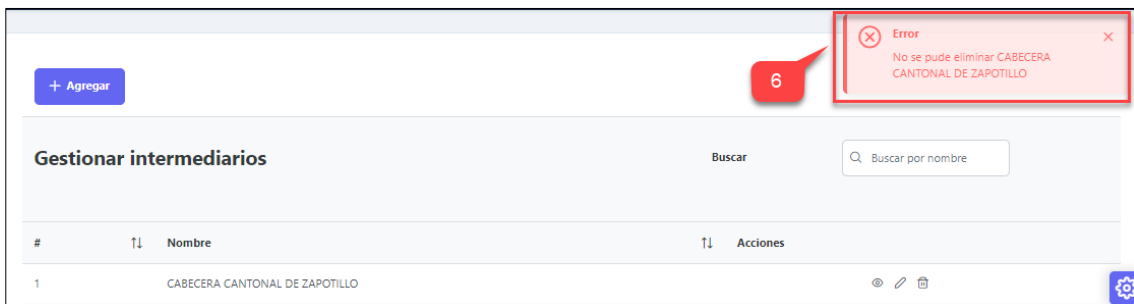 Error
No se pude eliminar CABECERA
CANTONAL DE ZAPOTILLO
6
+ Agregar
Gestionar intermediarios
Buscar
Buscar por nombre
# Nombre Acciones
1 CABECERA CANTONAL DE ZAPOTILLO